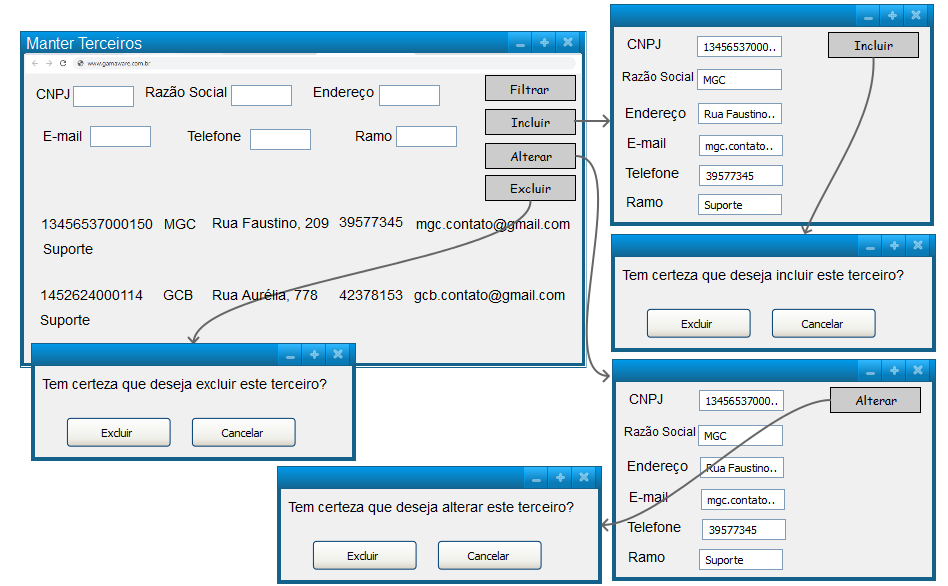 Manter Terceiros
www.gamaware.com.br
CNPJ Razão Social Endereço Filtrar
Incluir
E-mail Telefone Ramo
Alterar
Excluir
13456537000150 MGC Rua Faustino, 209 39577345 mgc.contato@gmail.com
Suporte
1452624000114 GCB Rua Aurélia, 778 42378153 gcb.contato@gmail.com
Suporte
CNPJ 13456537000.. Incluir
Razão Social MGC
Endereço Rua Faustino..
E-mail mgc.contato..
Telefone 39577345
Ramo Suporte
Tem certeza que deseja incluir este terceiro?
Excluir Cancelar
Tem certeza que deseja excluir este terceiro?
Excluir Cancelar
CNPJ 13456537000.. Alterar
Razão Social MGC
Endereço Rua Faustino..
E-mail mgc.contato..
Telefone 39577345
Ramo Suporte
Tem certeza que deseja alterar este terceiro?
Excluir Cancelar